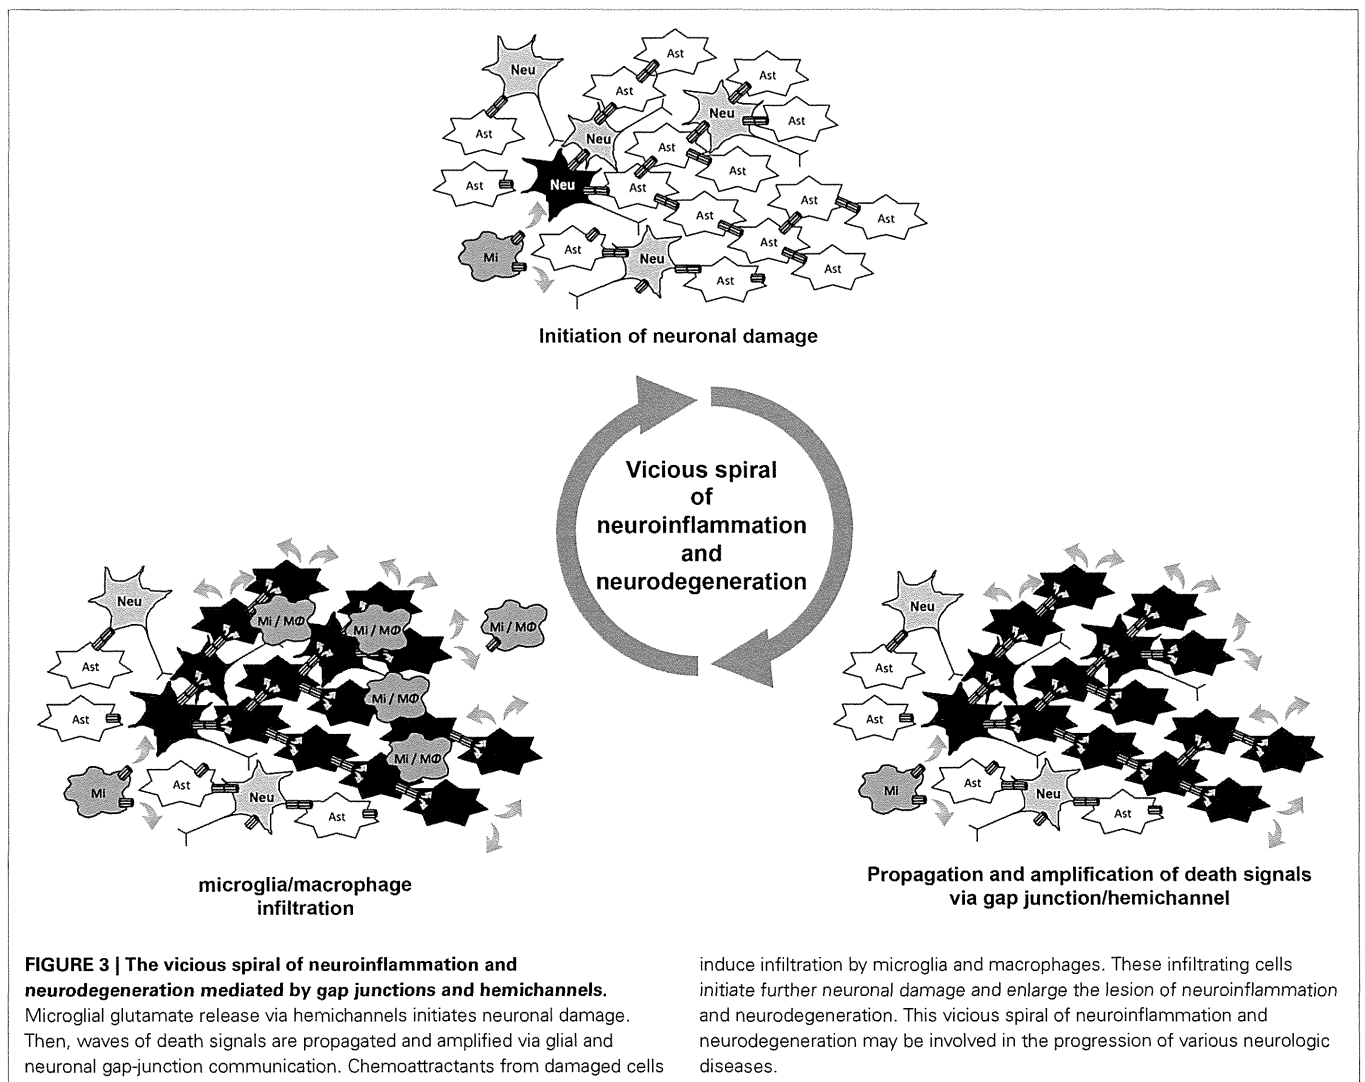 Neu
Ast
Ast
Ast
Neu
Ast
Neu
Ast
Ast
Ast
Ast
Neu
Ast
Ast
Ast
Ast
Ast
Mi
Ast
Neu
Ast
Ast
Ast
Initiation of neuronal damage
Vicious spiral
of
neuroinflammation
and
neurodegeneration
Neu
Ast
Ast
Mi
Ast
Neu
Ast
Mi / MΦ
Mi / MΦ
Mi / MΦ
Mi / MΦ
Mi / MΦ
microglia/macrophage
infiltration
Neu
Ast
Ast
Mi
Ast
Neu
Ast
Propagation and amplification of death signals
via gap junction/hemichannel
FIGURE 3 | The vicious spiral of neuroinflammation and
neurodegeneration mediated by gap junctions and hemichannels.
Microglial glutamate release via hemichannels initiates neuronal damage.
Then, waves of death signals are propagated and amplified via glial and
neuronal gap-junction communication. Chemoattractants from damaged cells
induce infiltration by microglia and macrophages. These infiltrating cells
initiate further neuronal damage and enlarge the lesion of neuroinflammation
and neurodegeneration. This vicious spiral of neuroinflammation and
neurodegeneration may be involved in the progression of various neurologic
diseases.